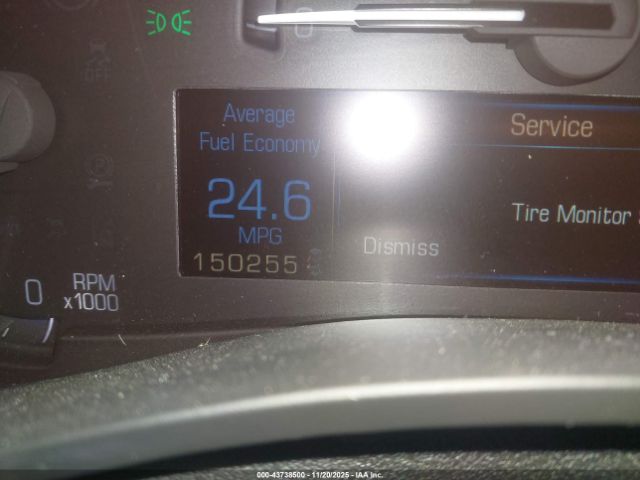 0
OFF
Average
Fuel Economy
24.6
MPG
150255
Service
Tire Monitor
Dismiss
0
RPM
x1000
000-43738500 - 11/20/2025 - IAA Inc.